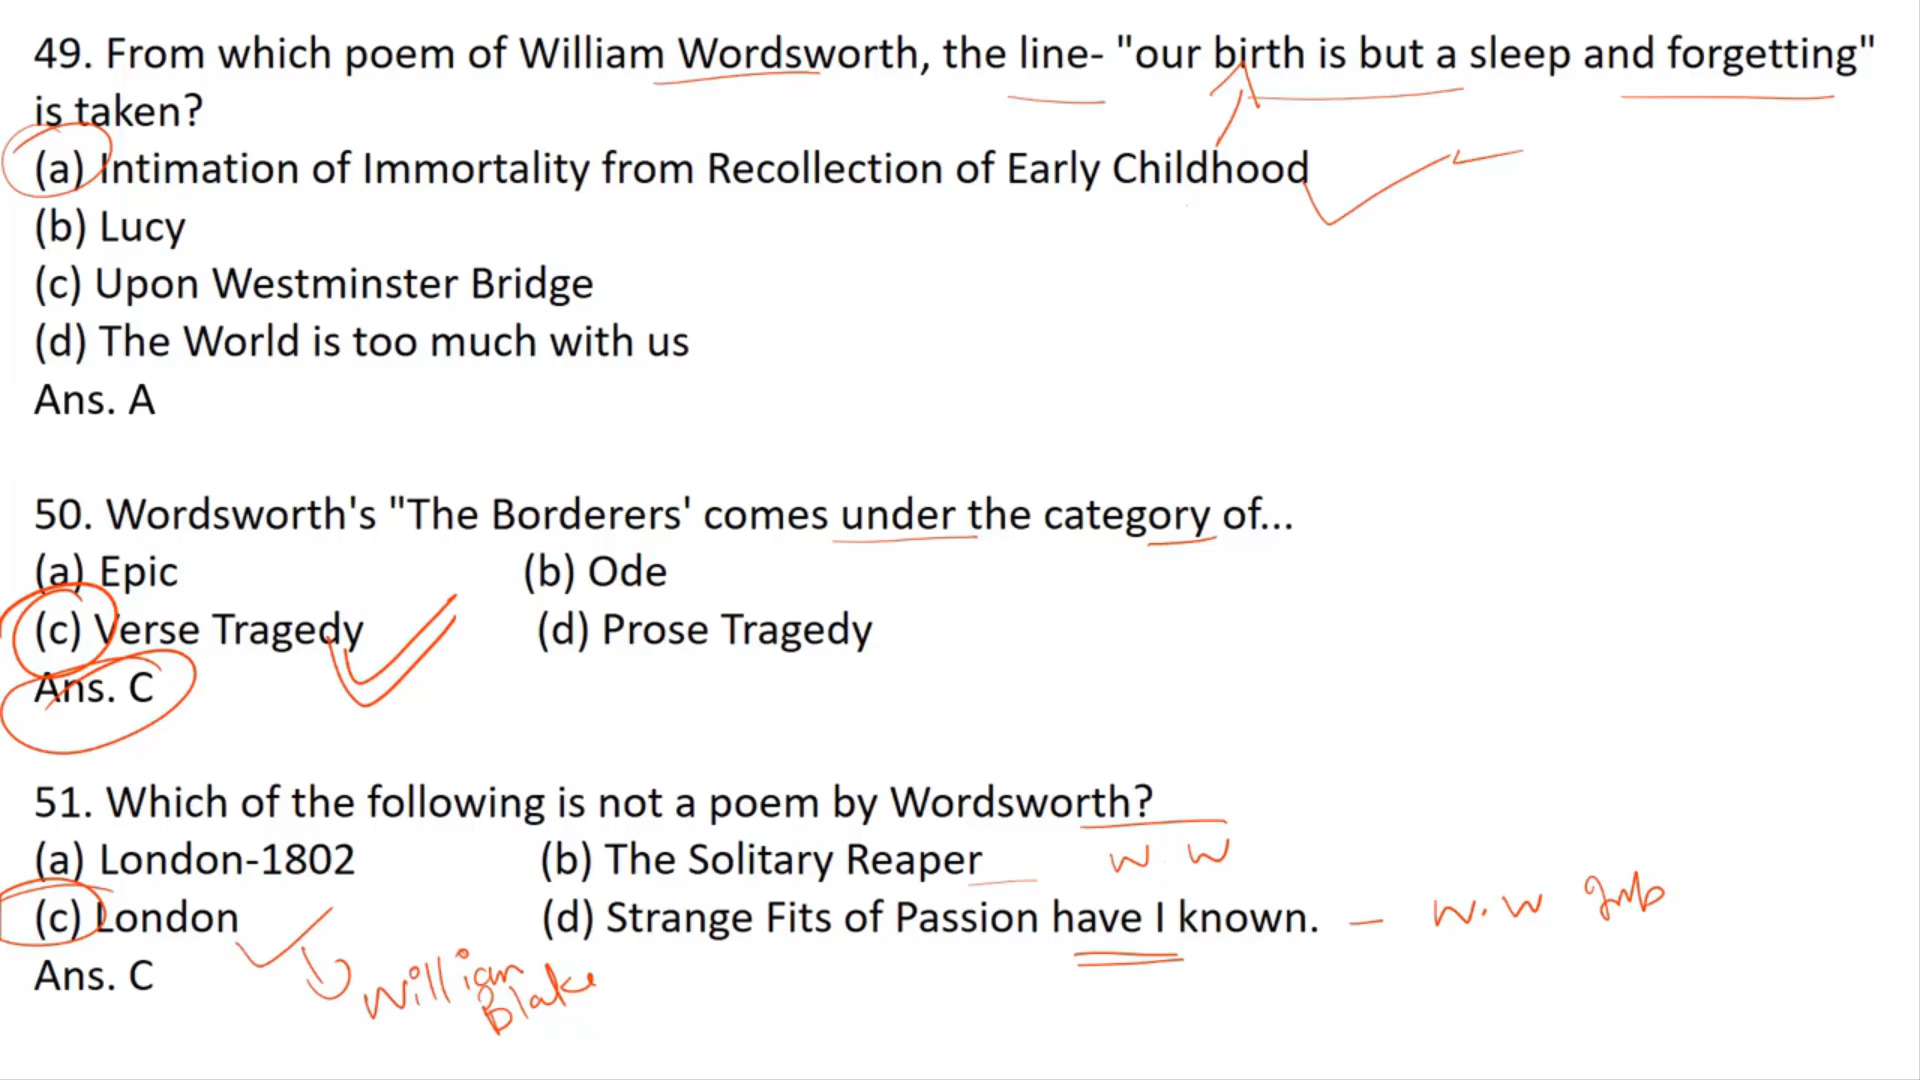 49. From which poem of William Wordsworth, the line- "our birth is but a sleep and forgetting"
is taken?
(a) Intimation of Immortality from Recollection of Early Childhood
(b) Lucy
(c) Upon Westminster Bridge
(d) The World is too much with us
Ans. A
50. Wordsworth's "The Borderers' comes under the category of...
(a) Epic (b) Ode
(c) Verse Tragedy (d) Prose Tragedy
Ans. C
51. Which of the following is not a poem by Wordsworth?
(a) London-1802 (b) The Solitary Reaper W. W
(c) London (d) Strange Fits of Passion have I known. – W.W
Ans. C William
Blake